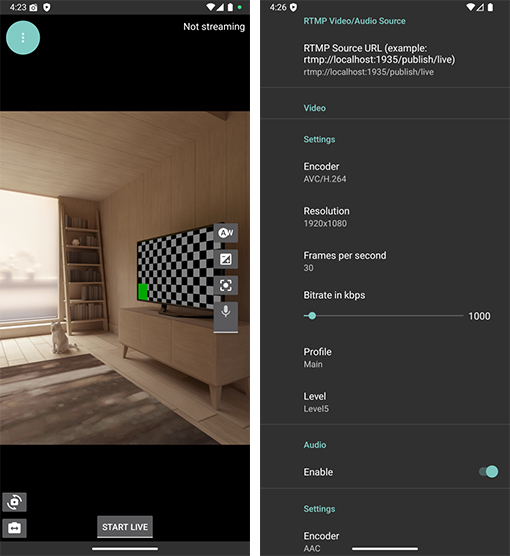 4:23
Not streaming
AW
START LIVE
4:26
RTMP Video/Audio Source
RTMP Source URL (example:
rtmp://localhost:1935/publish/live)
rtmp://localhost:1935/publish/live
Video
Settings
Encoder
AVC/H.264
Resolution
1920x1080
Frames per second
30
Bitrate in kbps
1000
Profile
Main
Level
Level5
Audio
Enable
Settings
Encoder
AAC